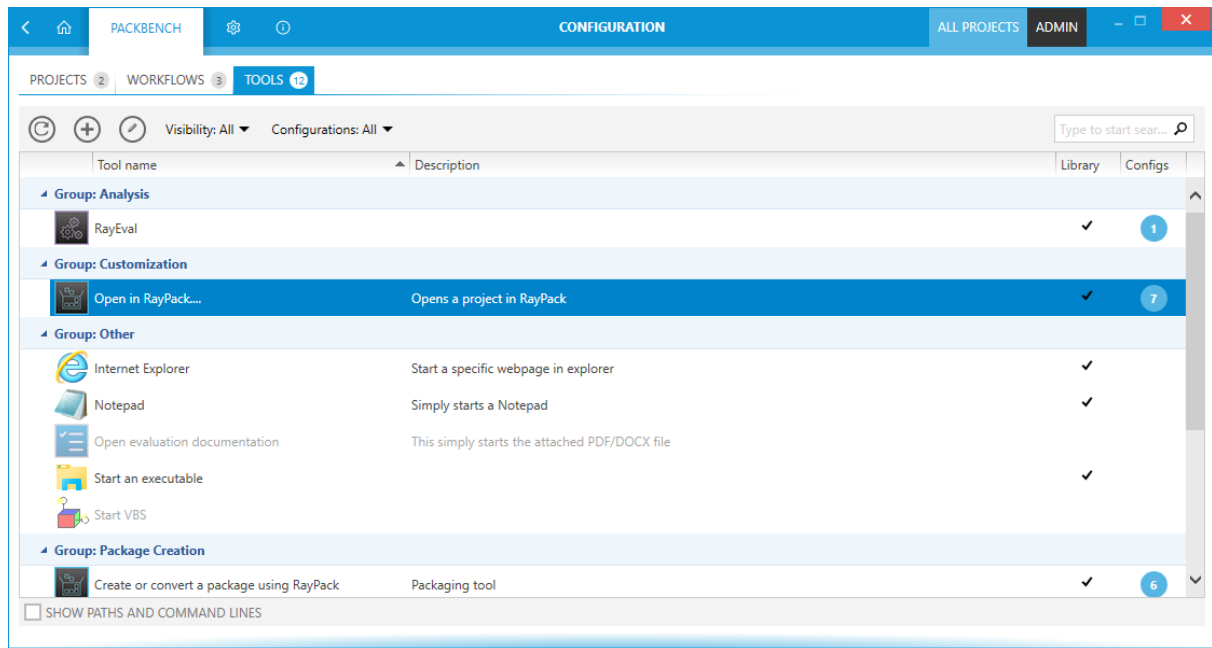 PACKBENCH CONFIGURATION ALL PROJECTS ADMIN
PROJECTS 2 WORKFLOWS 3 TOOLS 12
Visibility: All Configurations: All Type to start sear...
Tool name Description Library Configs
Group: Analysis
RayEval 1
Group: Customization
Open in RayPack.... Opens a project in RayPack 7
Group: Other
Internet Explorer Start a specific webpage in explorer
Notepad Simply starts a Notepad
Open evaluation documentation This simply starts the attached PDF/DOCX file
Start an executable
Start VBS
Group: Package Creation
Create or convert a package using RayPack Packaging tool 6
SHOW PATHS AND COMMAND LINES